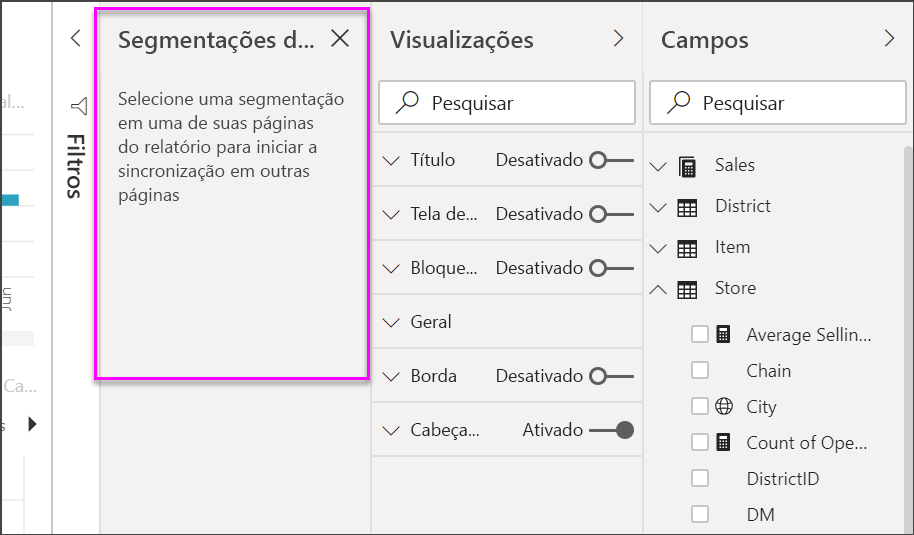 al...
Jun
Ca...
s
Filtros
Segmentações d...
Selecione uma segmentação
em uma de suas páginas
do relatório para iniciar a
sincronização em outras
páginas
Visualizações
Pesquisar
Título Desativado
Tela de... Desativado
Bloque... Desativado
Geral
Borda Desativado
Cabeça... Ativado
Campos
Pesquisar
Sales
District
Item
Store
Average Sellin...
Chain
City
Count of Ope...
DistrictID
DM